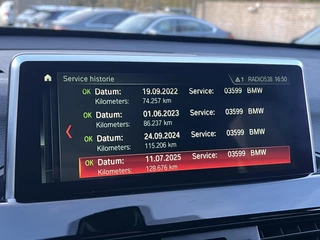 Service historie 1 RADIO538 16:50
OK Datum: 19.09.2022 Service: 03599 BMW
Kilometers: 74.257 km
OK Datum: 01.06.2023 Service: 03599 BMW
Kilometers: 86.237 km
OK Datum: 24.09.2024 Service: 03599 BMW
Kilometers: 115.206 km
OK Datum: 11.07.2025 Service: 03599 BMW
Kilometers: 128.676 km